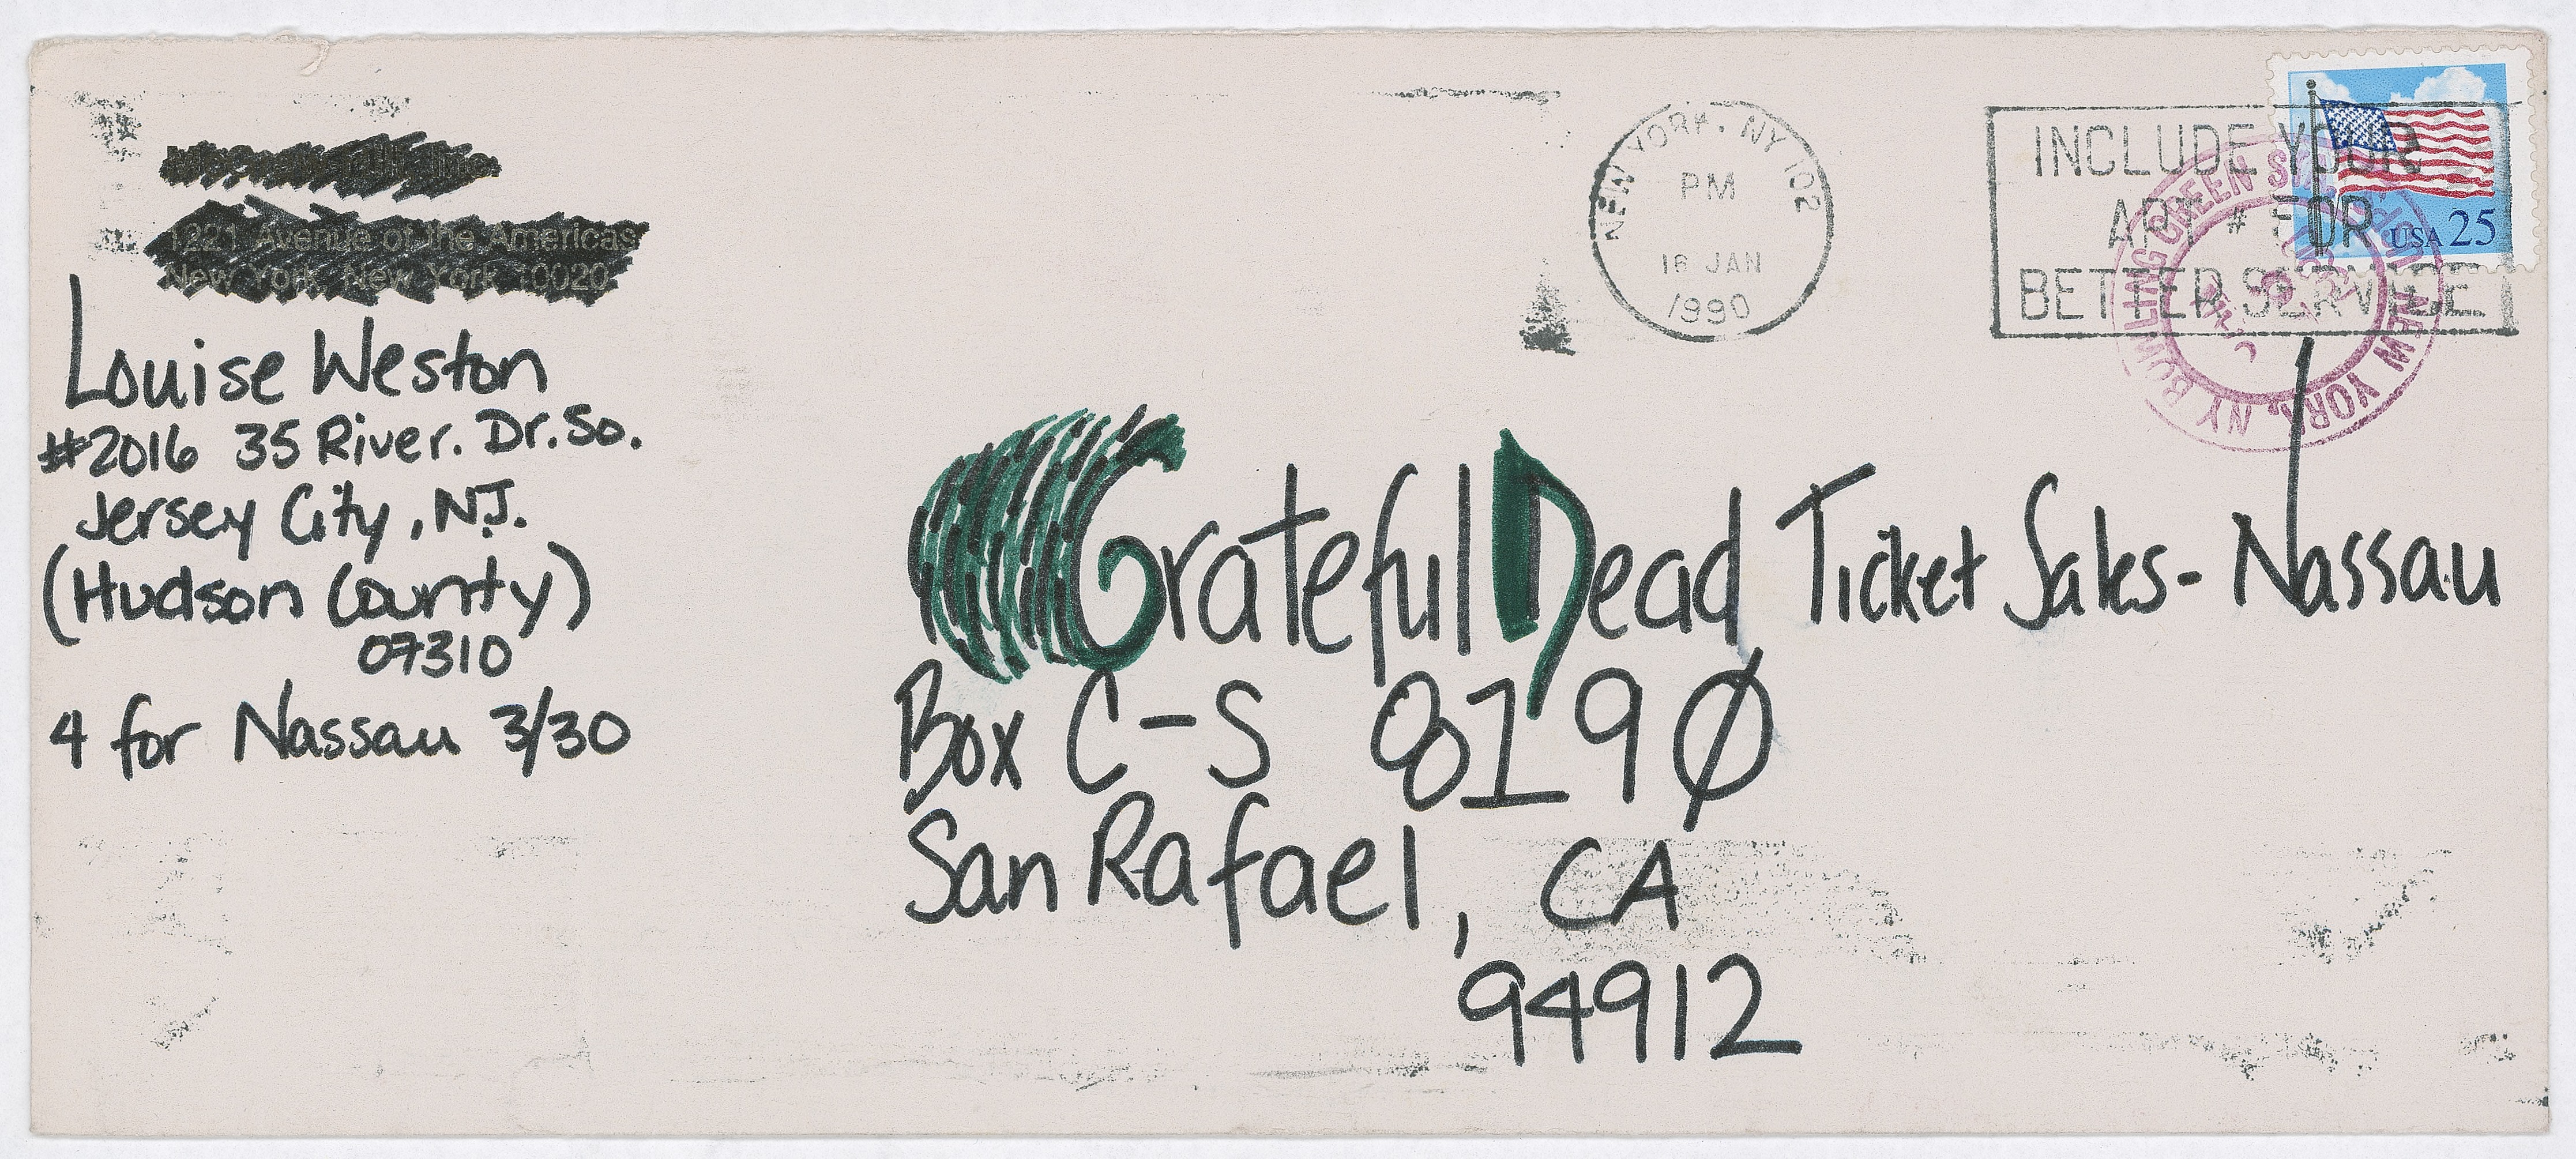 1221 Avenue of the Americas
New York, New York 10020
Louise Weston
#2016 35 River. Dr. So.
Jersey City, N.J.
(Hudson County)
07310
4 for Nassau 3/30
NEW YORK, NY 102
PM
16 JAN
1990
INCLUDE YOUR
APT # FOR
BETTER SERVICE
USA 25
BOWLING GREEN STA
NEW YORK, NY
Grateful Dead Ticket Sales - Nassau
Box C-S 8190
San Rafael, CA
94912